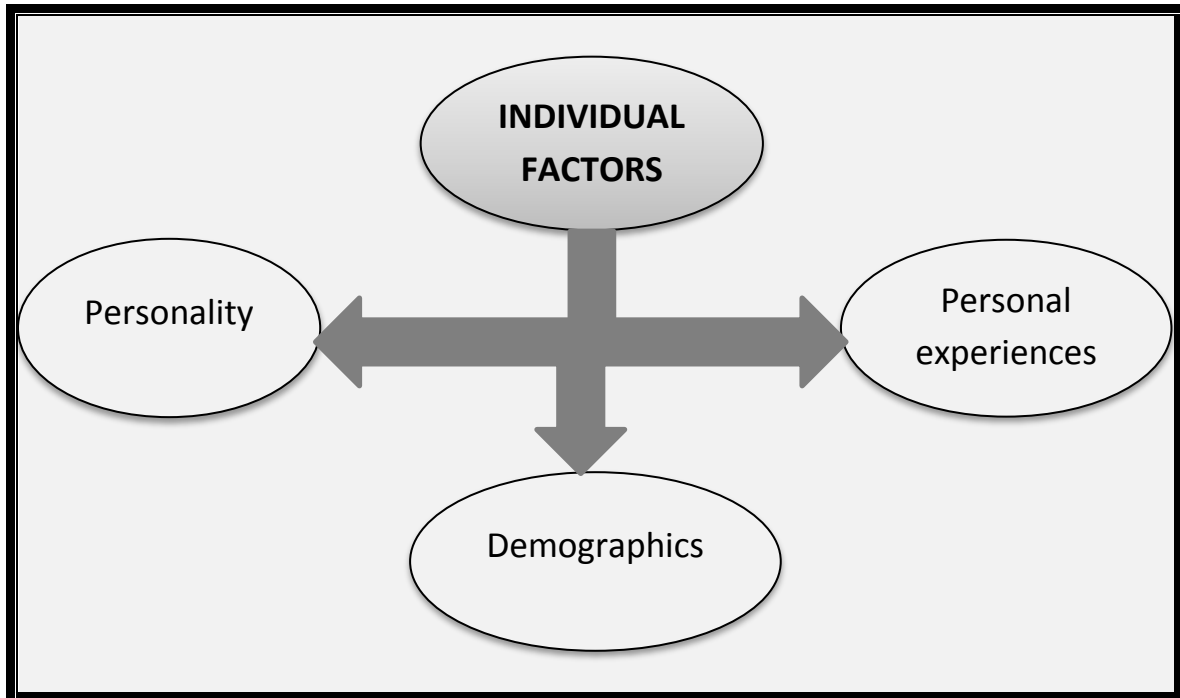 INDIVIDUAL
FACTORS
Personality
Personal
experiences
Demographics